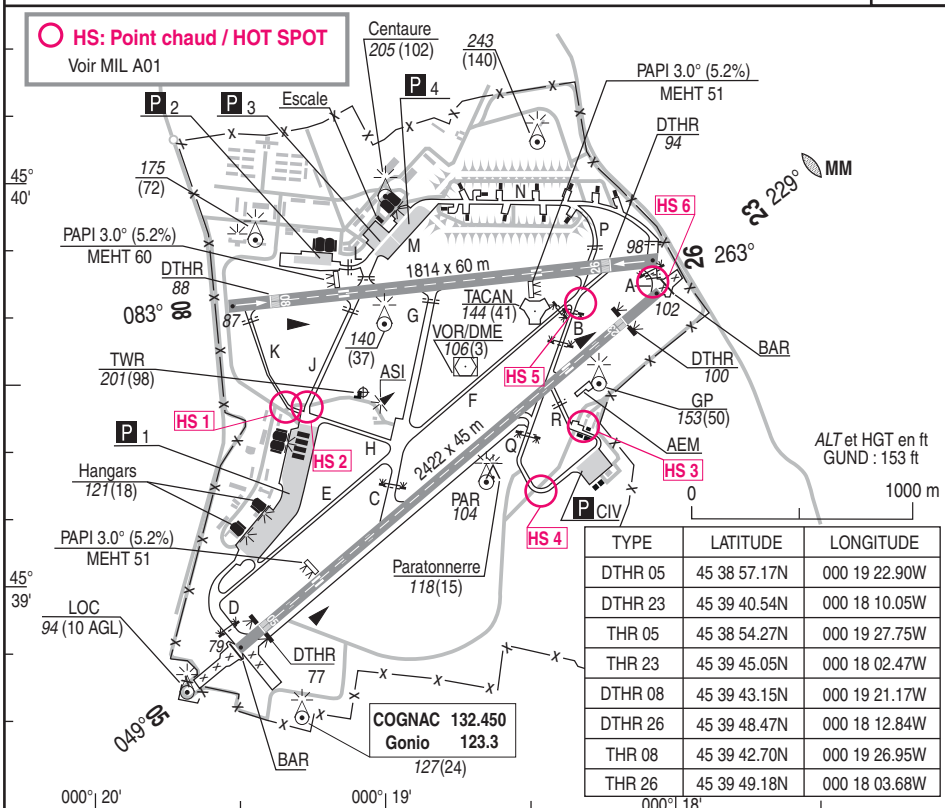 HS: Point chaud / HOT SPOT
Voir MIL A01
Centaure
205 (102)
243
(140)
PAPI 3.0° (5.2%)
MEHT 51
DTHR
94
P 2
P 3
Escale
P 4
175
(72)
45°
40'
MM
23 229°
N
HS 6
P
98
26 263°
PAPI 3.0° (5.2%)
MEHT 60
L
M
1814 x 60 m
26
A
102
DTHR
88
08
083° 08
87
TACAN
144 (41)
G
B
VOR/DME
106(3)
140
(37)
23
BAR
DTHR
100
K
J
HS 5
TWR
201(98)
ASI
F
GP
153(50)
HS 1
HS 2
R
AEM
H
Q
HS 3
2422 x 45 m
P 1
Hangars
121(18)
E
C
PAR
104
HS 4
P CIV
ALT et HGT en ft
GUND : 153 ft
0
1000 m
PAPI 3.0° (5.2%)
MEHT 51
Paratonnerre
118(15)
45°
39'
LOC
94 (10 AGL)
D
79
05
DTHR
77
049° 05
BAR
COGNAC 132.450
Gonio 123.3
127(24)
TYPE LATITUDE LONGITUDE
DTHR 05 45 38 57.17N 000 19 22.90W
DTHR 23 45 39 40.54N 000 18 10.05W
THR 05 45 38 54.27N 000 19 27.75W
THR 23 45 39 45.05N 000 18 02.47W
DTHR 08 45 39 43.15N 000 19 21.17W
DTHR 26 45 39 48.47N 000 18 12.84W
THR 08 45 39 42.70N 000 19 26.95W
THR 26 45 39 49.18N 000 18 03.68W
000° 20'
000° 19'
000° 18'